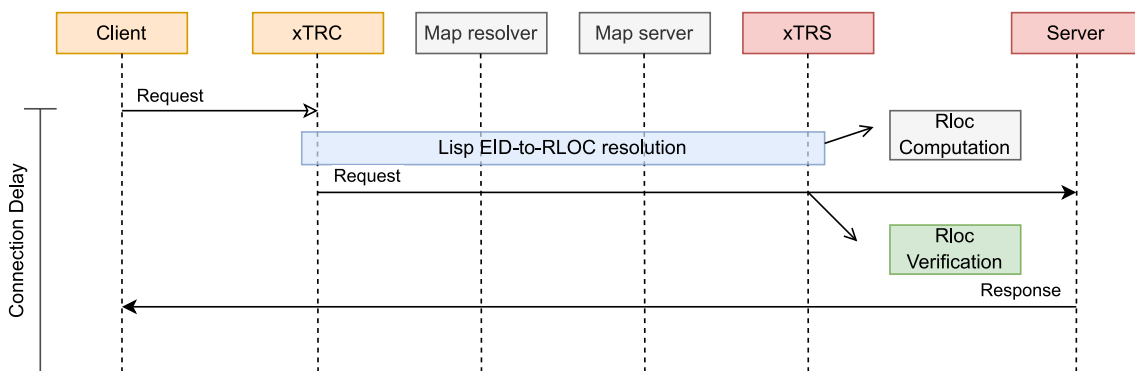 Client
xTRC
Map resolver
Map server
xTRS
Server
Request
Rloc
Computation
Lisp EID-to-RLOC resolution
Request
Connection Delay
Rloc
Verification
Response